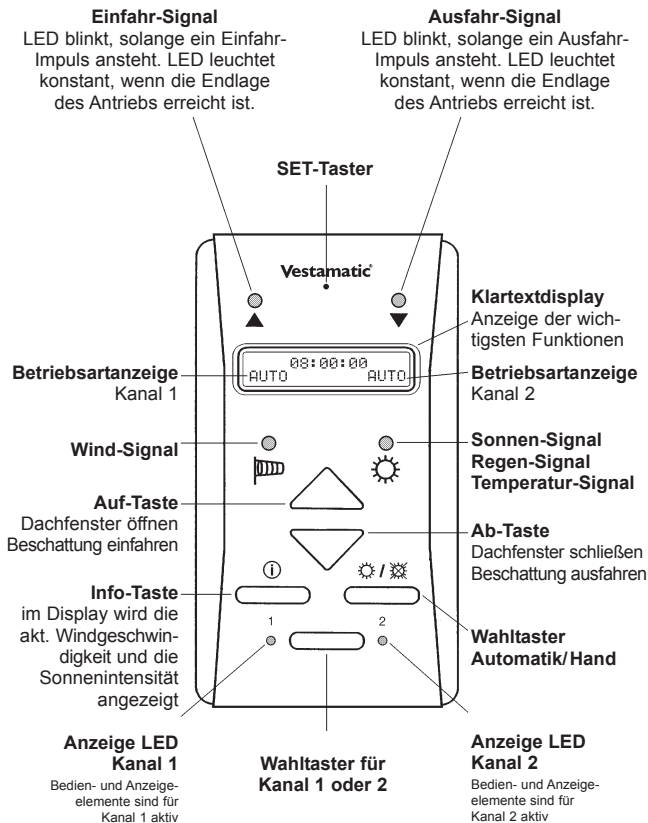 Einfahr-Signal
LED blinkt, solange ein Einfahr-
Impuls ansteht. LED leuchtet
konstant, wenn die Endlage
des Antriebs erreicht ist.
Ausfahr-Signal
LED blinkt, solange ein Ausfahr-
Impuls ansteht. LED leuchtet
konstant, wenn die Endlage
des Antriebs erreicht ist.
SET-Taster
Vestamatic
Klartextdisplay
Anzeige der wich-
tigsten Funktionen
08:00:00
AUTO AUTO
Betriebsartanzeige
Kanal 1
Betriebsartanzeige
Kanal 2
Wind-Signal
Sonnen-Signal
Regen-Signal
Temperatur-Signal
Auf-Taste
Dachfenster öffnen
Beschattung einfahren
Ab-Taste
Dachfenster schließen
Beschattung ausfahren
Info-Taste
im Display wird die
akt. Windgeschwin-
digkeit und die
Sonnenintensität
angezeigt
i
/
1 2
Wahltaster
Automatik/Hand
Anzeige LED
Kanal 1
Bedien- und Anzeige-
elemente sind für
Kanal 1 aktiv
Wahltaster für
Kanal 1 oder 2
Anzeige LED
Kanal 2
Bedien- und Anzeige-
elemente sind für
Kanal 2 aktiv